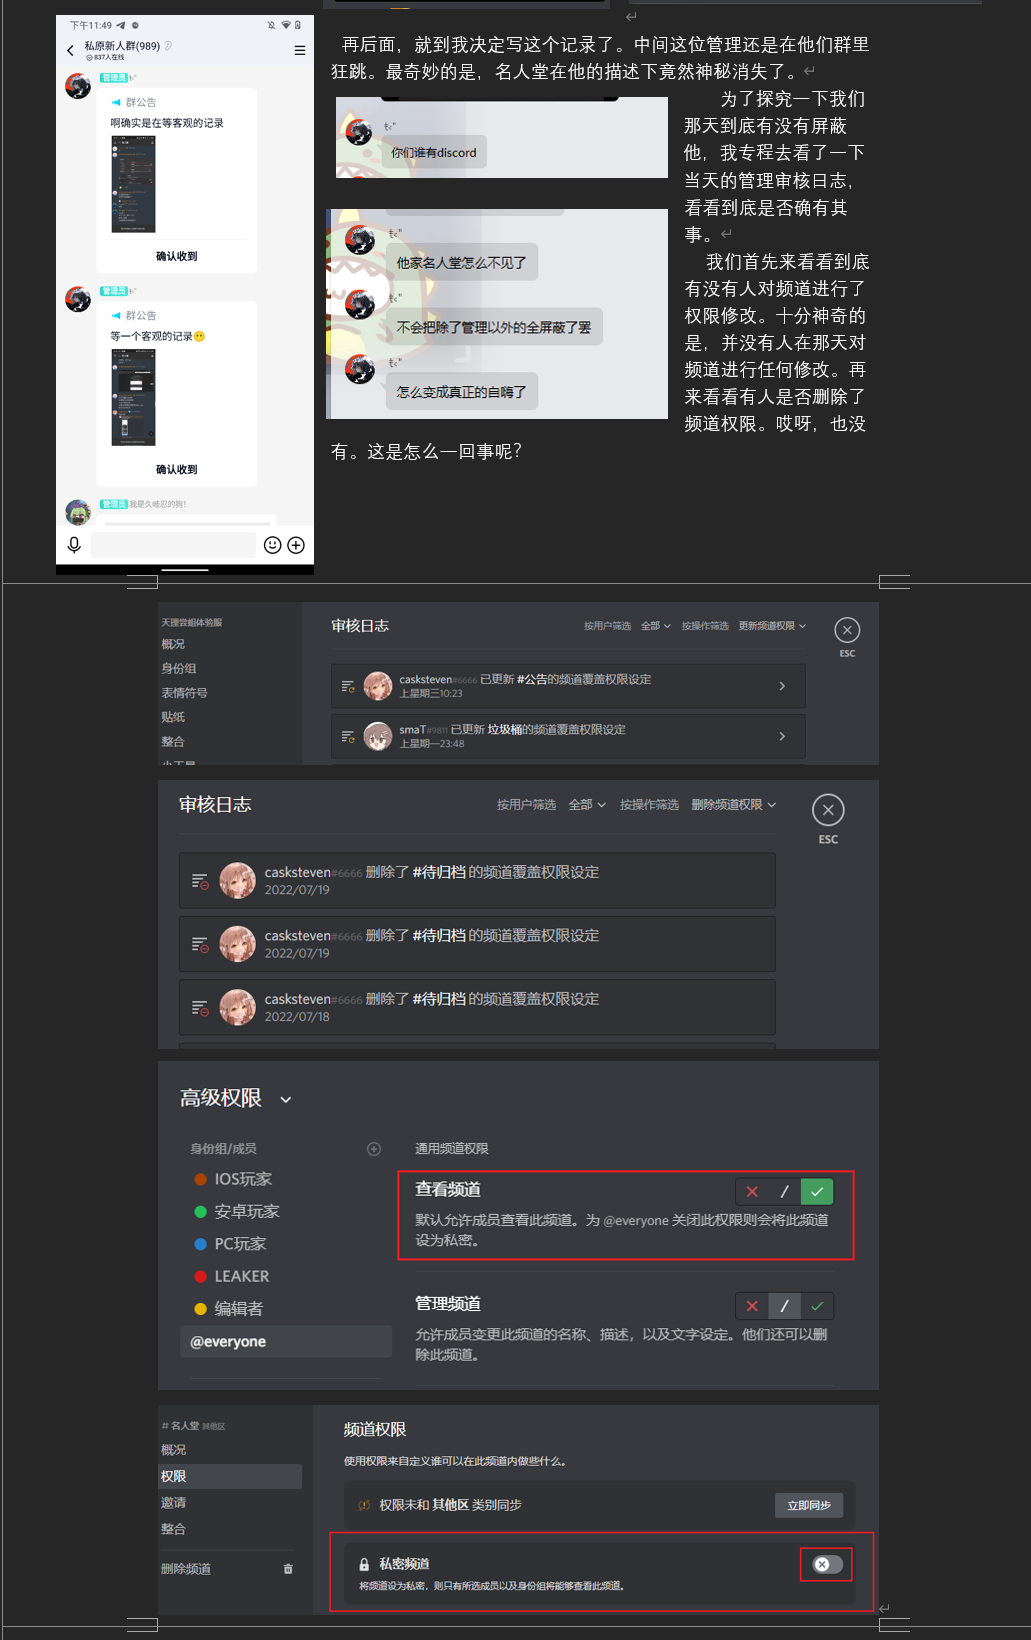 下午11:49
私原新人群(989)
837人在线
管理员
群公告
啊确实是在等客观的记录
确认收到
管理员
群公告
等一个客观的记录😶
确认收到
管理员 我是久岐忍的狗!
再后面，就到我决定写这个记录了。中间这位管理还是在他们群里
狂跳。最奇妙的是，名人堂在他的描述下竟然神秘消失了。
你们谁有discord
他家名人堂怎么不见了
不会把除了管理以外的全屏蔽了罢
怎么变成真正的自嗨了
为了探究一下我们
那天到底有没有屏蔽
他，我专程去看了一下
当天的管理审核日志，
看看到底是否确有其
事。
我们首先来看看到底
有没有人对频道进行了
权限修改。十分神奇的
是，并没有人在那天对
频道进行任何修改。再
来看看有人是否删除了
频道权限。哎呀，也没
有。这是怎么一回事呢？
天理尝蛆体验服
概况
身份组
表情符号
贴纸
整合
审核日志
按用户筛选 全部 按操作筛选 更新频道权限
ESC
casksteven#6666 已更新 #公告的频道覆盖权限设定
上星期三10:23
smaT#9811 已更新 垃圾桶的频道覆盖权限设定
上星期一23:48
审核日志
按用户筛选 全部 按操作筛选 删除频道权限
ESC
casksteven#6666 删除了 #待归档 的频道覆盖权限设定
2022/07/19
casksteven#6666 删除了 #待归档 的频道覆盖权限设定
2022/07/19
casksteven#6666 删除了 #待归档 的频道覆盖权限设定
2022/07/18
高级权限
身份组/成员
IOS玩家
安卓玩家
PC玩家
LEAKER
编辑者
@everyone
通用频道权限
查看频道
默认允许成员查看此频道。为 @everyone 关闭此权限则会将此频道
设为私密。
管理频道
允许成员变更此频道的名称、描述，以及文字设定。他们还可以删
除此频道。
# 名人堂 其他区
概况
权限
邀请
整合
删除频道
频道权限
使用权限来自定义谁可以在此频道内做些什么。
权限未和 其他区 类别同步
立即同步
私密频道
将频道设为私密，则只有所选成员以及身份组将能够查看此频道。